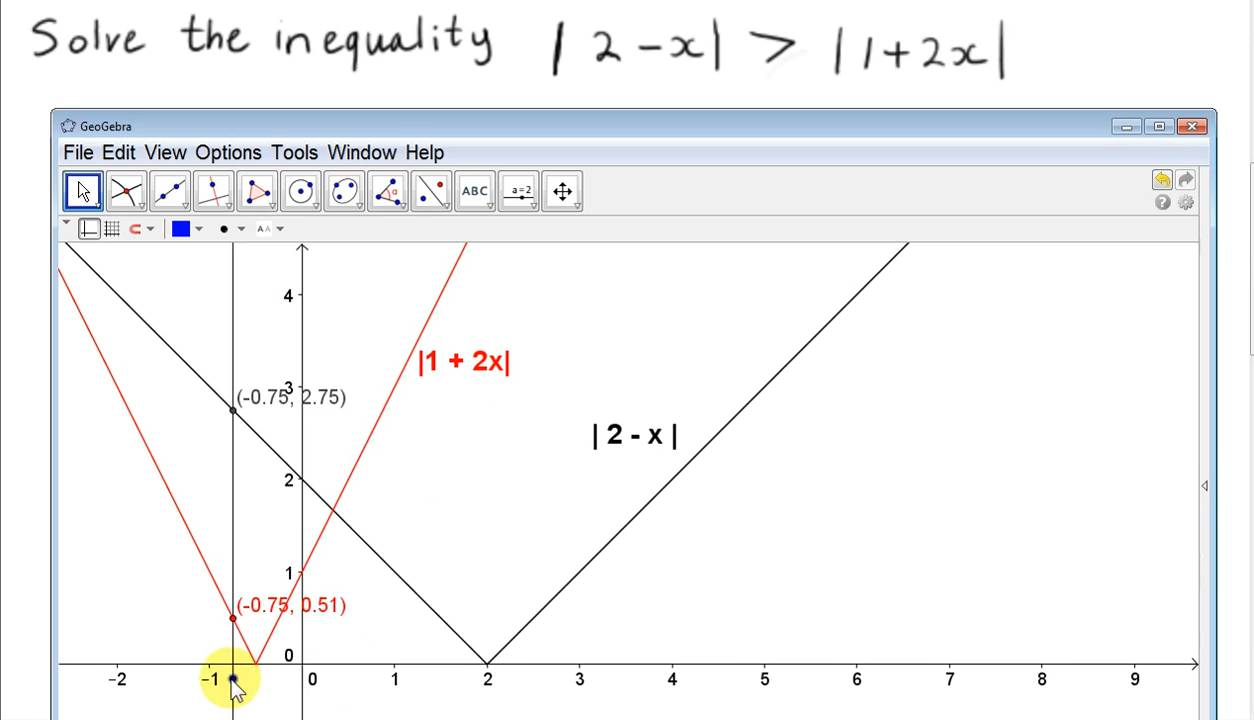 Solve the inequality |2-x| > |1+2x|
GeoGebra
File Edit View Options Tools Window Help
ABC a=2
A A
4
|1 + 2x|
3
(-0.75, 2.75)
| 2 - x |
2
1
(-0.75, 0.51)
0
-2 -1 0 1 2 3 4 5 6 7 8 9